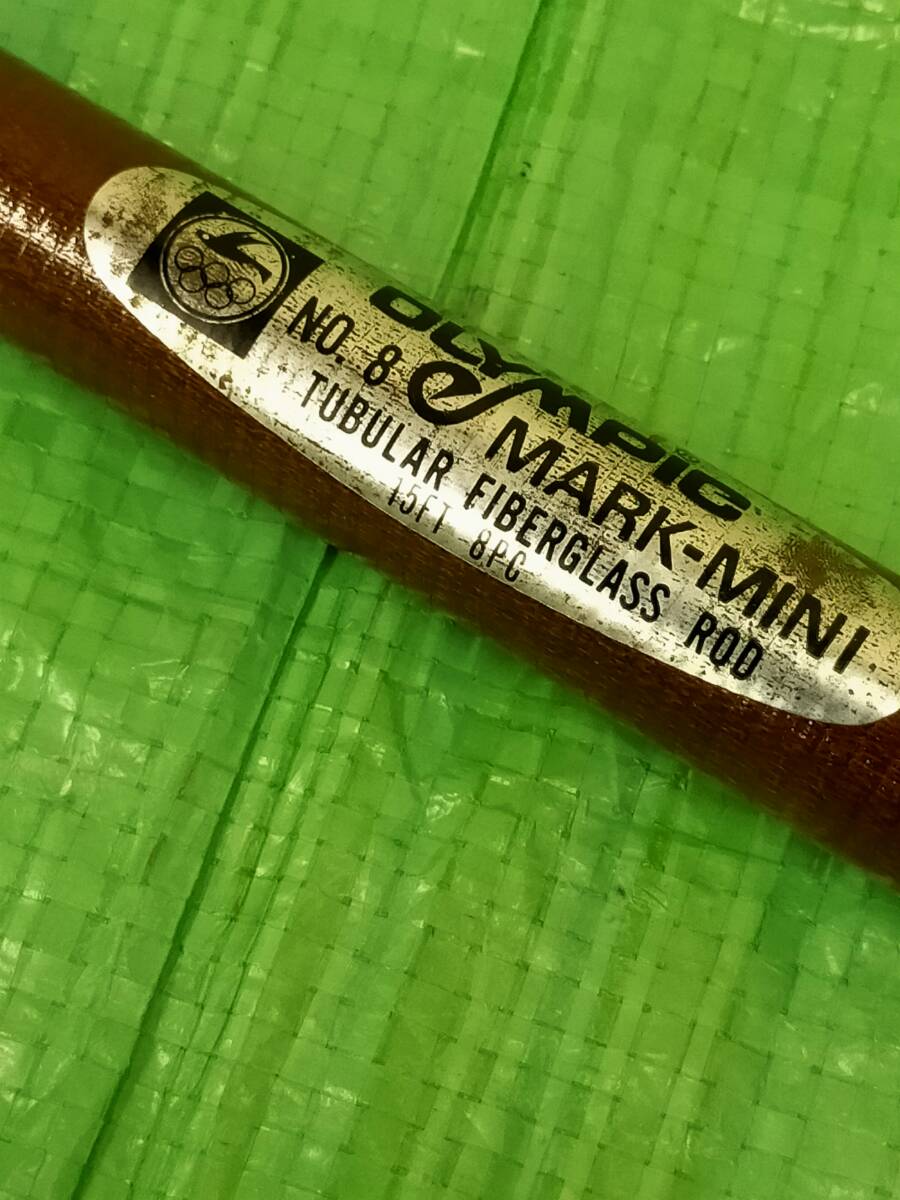 OLYMPIC
NO. 8 e MARK-MINI
TUBULAR FIBERGLASS ROD
15FT 8PC